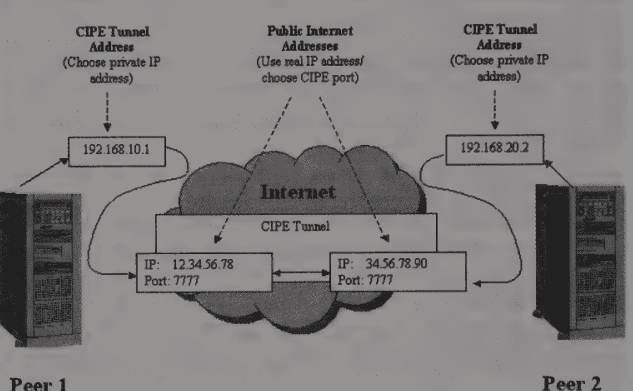 CIPE Tunnel
Address
(Choose private IP
address)
Public Internet
Addresses
(Use real IP address/
choose CIPE port)
CIPE Tunnel
Address
(Choose private IP
address)
192.168.10.1
192.168.20.2
Internet
CIPE Tunnel
IP: 12.34.56.78
Port: 7777
IP: 34.56.78.90
Port: 7777
Peer 1
Peer 2